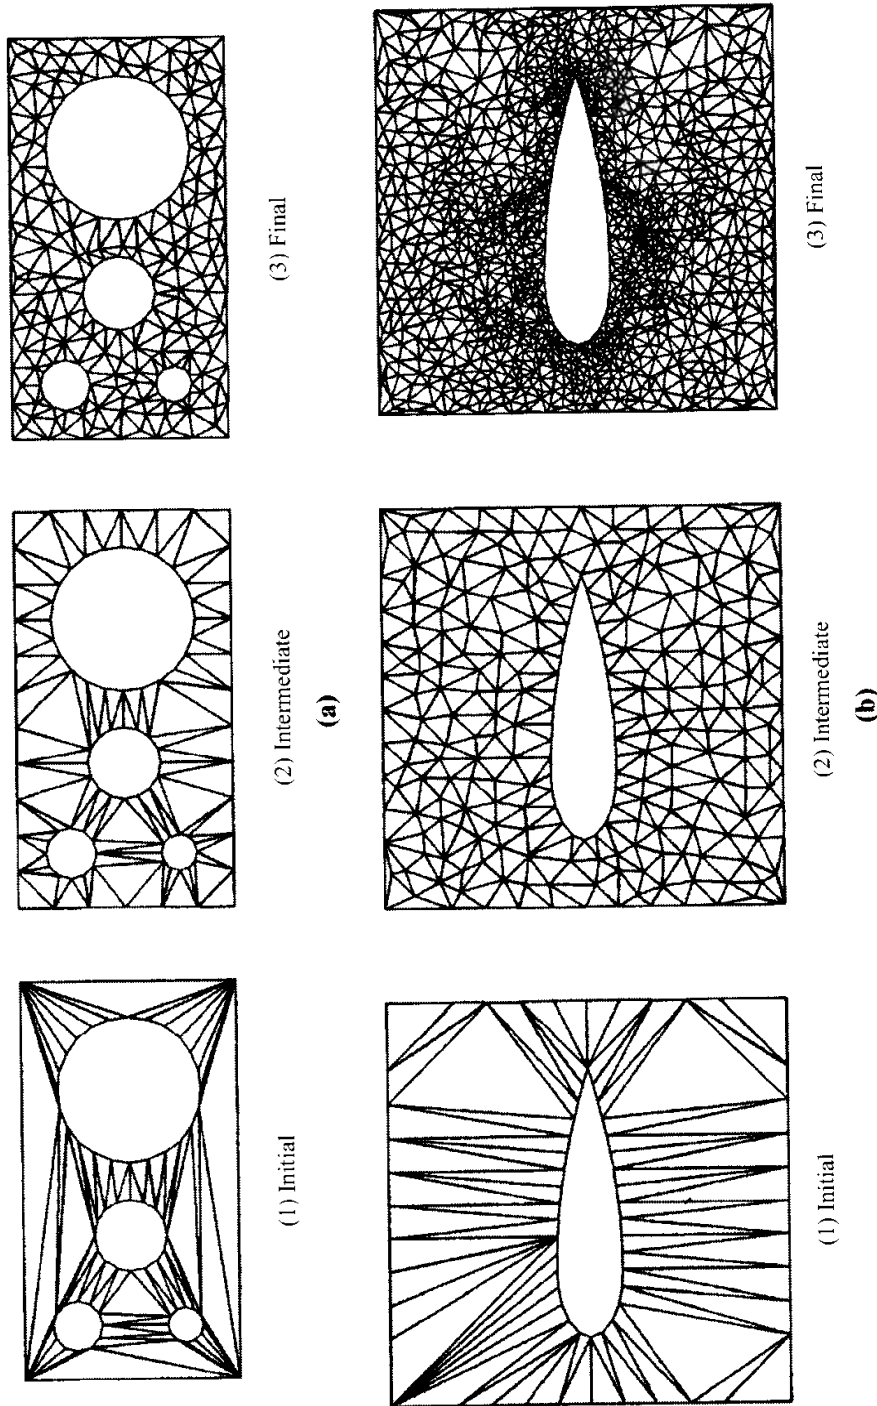 (1) Initial
(2) Intermediate
(3) Final
(a)
(1) Initial
(2) Intermediate
(3) Final
(b)